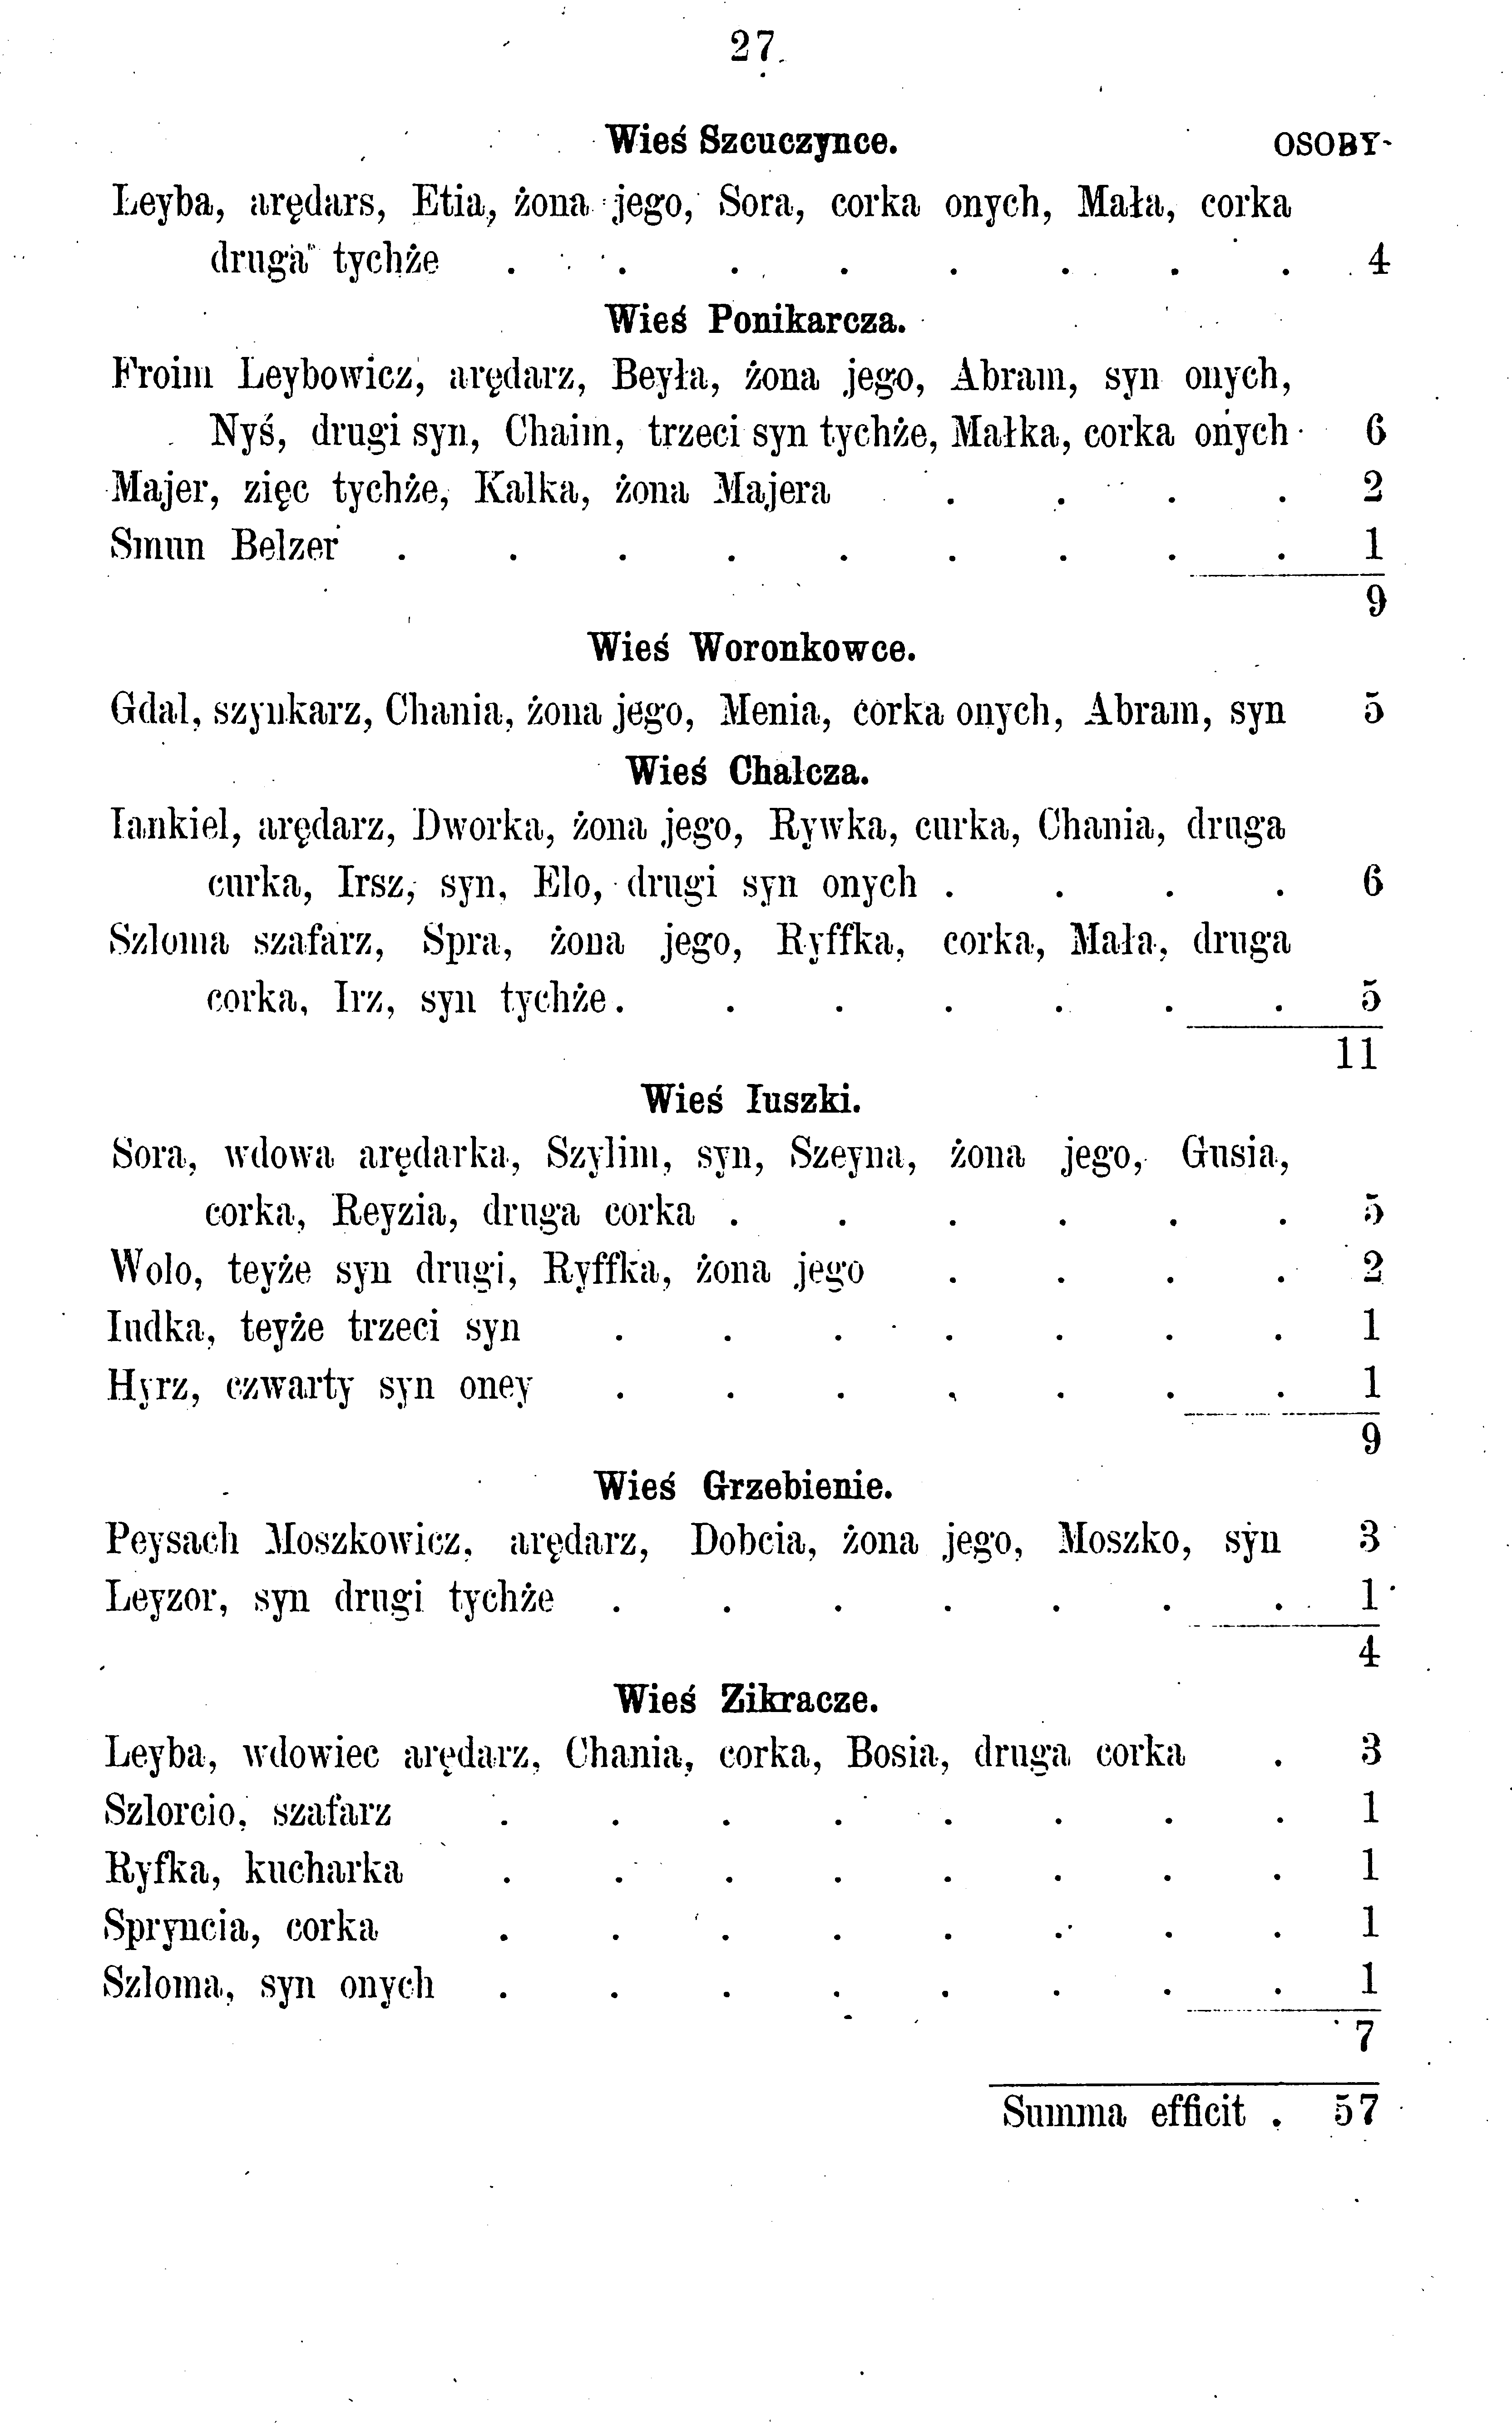 27
Wieś Szcuczynce. OSOBY
Leyba, arędars, Etia, żona jego, Sora, corka onych, Mała, corka
druga tychże . . . . . . . . 4
Wieś Ponikarcza.
Froim Leybowicz, arędarz, Beyła, żona jego, Abram, syn onych,
Nyś, drugi syn, Chaim, trzeci syn tychże, Małka, corka onych 6
Majer, zięc tychże, Kalka, żona Majera . . . . 2
Smun Belzer . . . . . . . . . 1
9
Wieś Woronkowce.
Gdal, szynkarz, Chania, żona jego, Menia, corka onych, Abram, syn 5
Wieś Chalcza.
Iankiel, arędarz, Dworka, żona jego, Rywka, curka, Chania, druga
curka, Irsz, syn, Elo, drugi syn onych . . . . 6
Szloma szafarz, Spra, żona jego, Ryffka, corka, Mała, druga
corka, Irz, syn tychże . . . . . . . 5
11
Wieś Iuszki.
Sora, wdowa arędarka, Szylim, syn, Szeyna, żona jego, Gusia,
corka, Reyzia, druga corka . . . . . . 5
Wolo, teyże syn drugi, Ryffka, żona jego . . . . 2
Iudka, teyże trzeci syn . . . . . . . 1
Hyrz, czwarty syn oney . . . . . . . 1
9
Wieś Grzebienie.
Peysach Moszkowicz, arędarz, Dobcia, żona jego, Moszko, syn 3
Leyzor, syn drugi tychże . . . . . . . 1
4
Wieś Zikracze.
Leyba, wdowiec arędarz, Chania, corka, Bosia, druga corka . 3
Szlorcio, szafarz . . . . . . . . 1
Ryfka, kucharka . . . . . . . . 1
Spryncia, corka . . . . . . . . 1
Szloma, syn onych . . . . . . . . 1
7
Summa efficit . 57